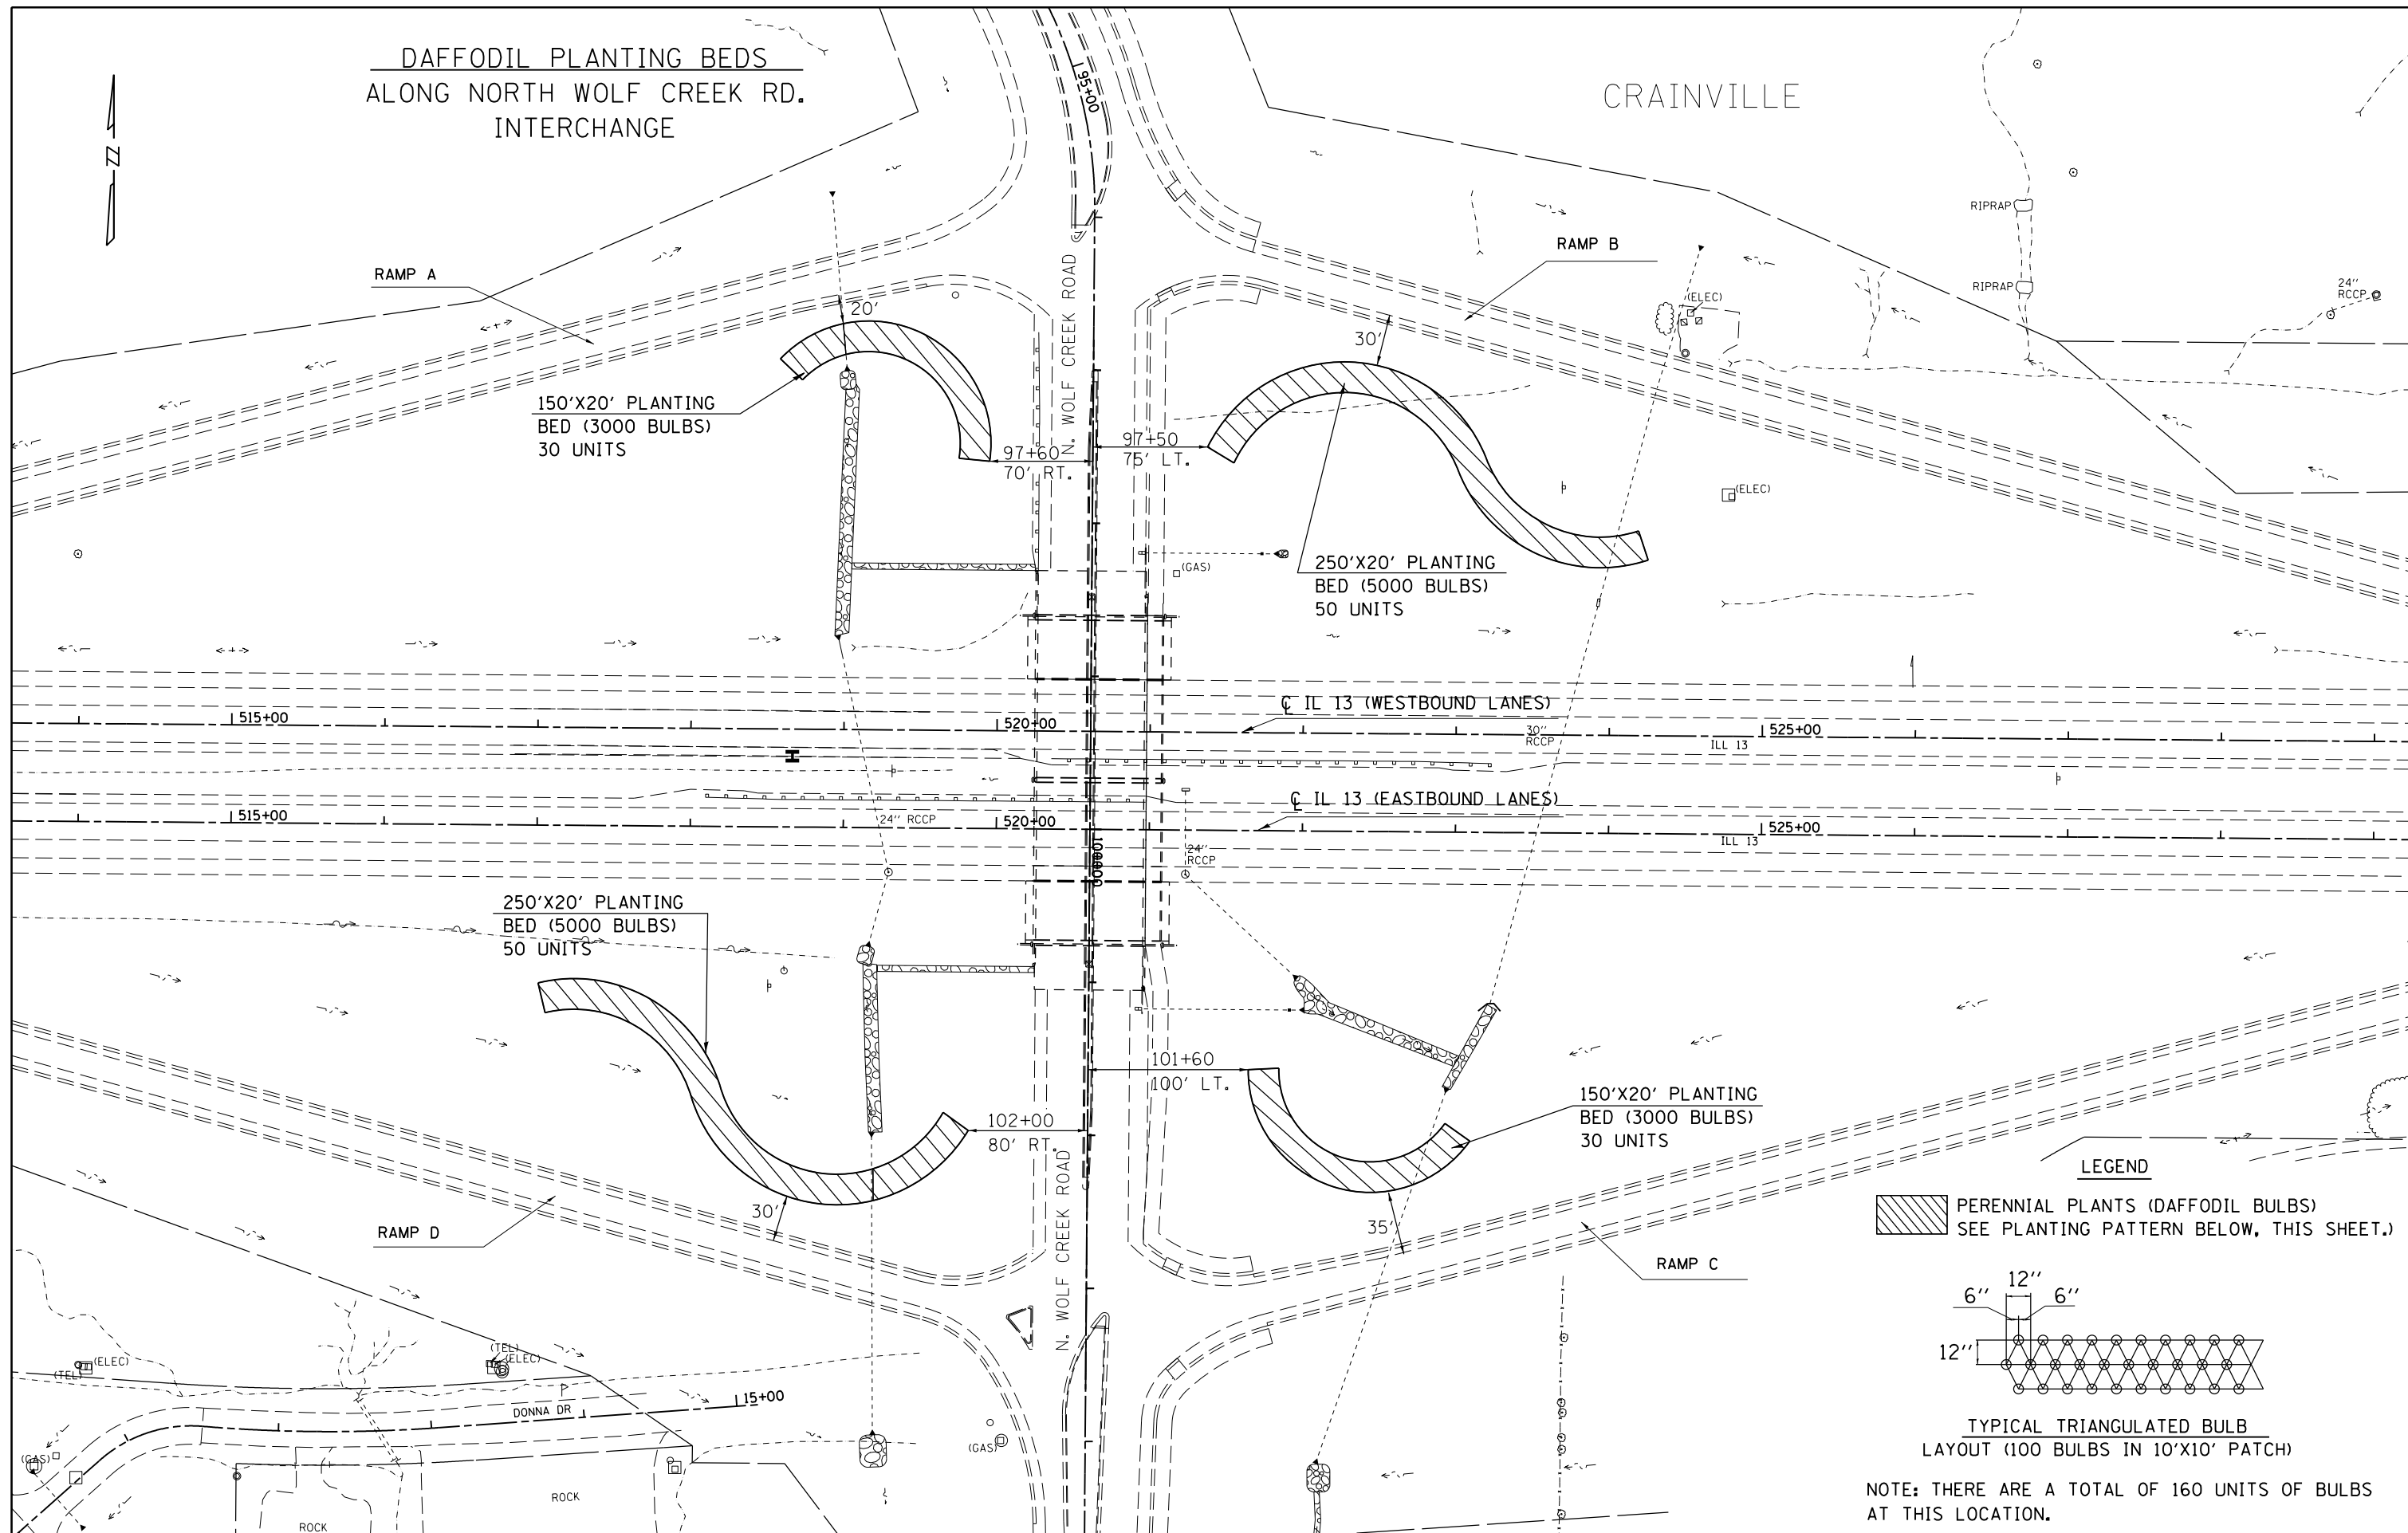 DAFFODIL PLANTING BEDS
ALONG NORTH WOLF CREEK RD.
INTERCHANGE
95+00
CRAINVILLE
N
RIPRAP
RAMP B
RAMP A
RIPRAP
24"
RCCP
(ELEC)
20'
30'
N. WOLF CREEK ROAD
150'X20' PLANTING
BED (3000 BULBS)
30 UNITS
97+60
70' RT.
97+50
75' LT.
(ELEC)
(GAS)
250'X20' PLANTING
BED (5000 BULBS)
50 UNITS
℄ IL 13 (WESTBOUND LANES)
515+00
520+00
30"
RCCP
525+00
ILL 13
℄ IL 13 (EASTBOUND LANES)
515+00
24" RCCP
520+00
525+00
ILL 13
100+00
24"
RCCP
250'X20' PLANTING
BED (5000 BULBS)
50 UNITS
101+60
100' LT.
150'X20' PLANTING
BED (3000 BULBS)
30 UNITS
102+00
80' RT.
N. WOLF CREEK ROAD
30'
35'
RAMP D
RAMP C
LEGEND
PERENNIAL PLANTS (DAFFODIL BULBS)
SEE PLANTING PATTERN BELOW, THIS SHEET.)
12"
6"
6"
12"
TYPICAL TRIANGULATED BULB
LAYOUT (100 BULBS IN 10'X10' PATCH)
NOTE: THERE ARE A TOTAL OF 160 UNITS OF BULBS
AT THIS LOCATION.
(ELEC)
(TEL)
(TEL)
(ELEC)
DONNA DR
15+00
(GAS)
(GAS)
ROCK
ROCK